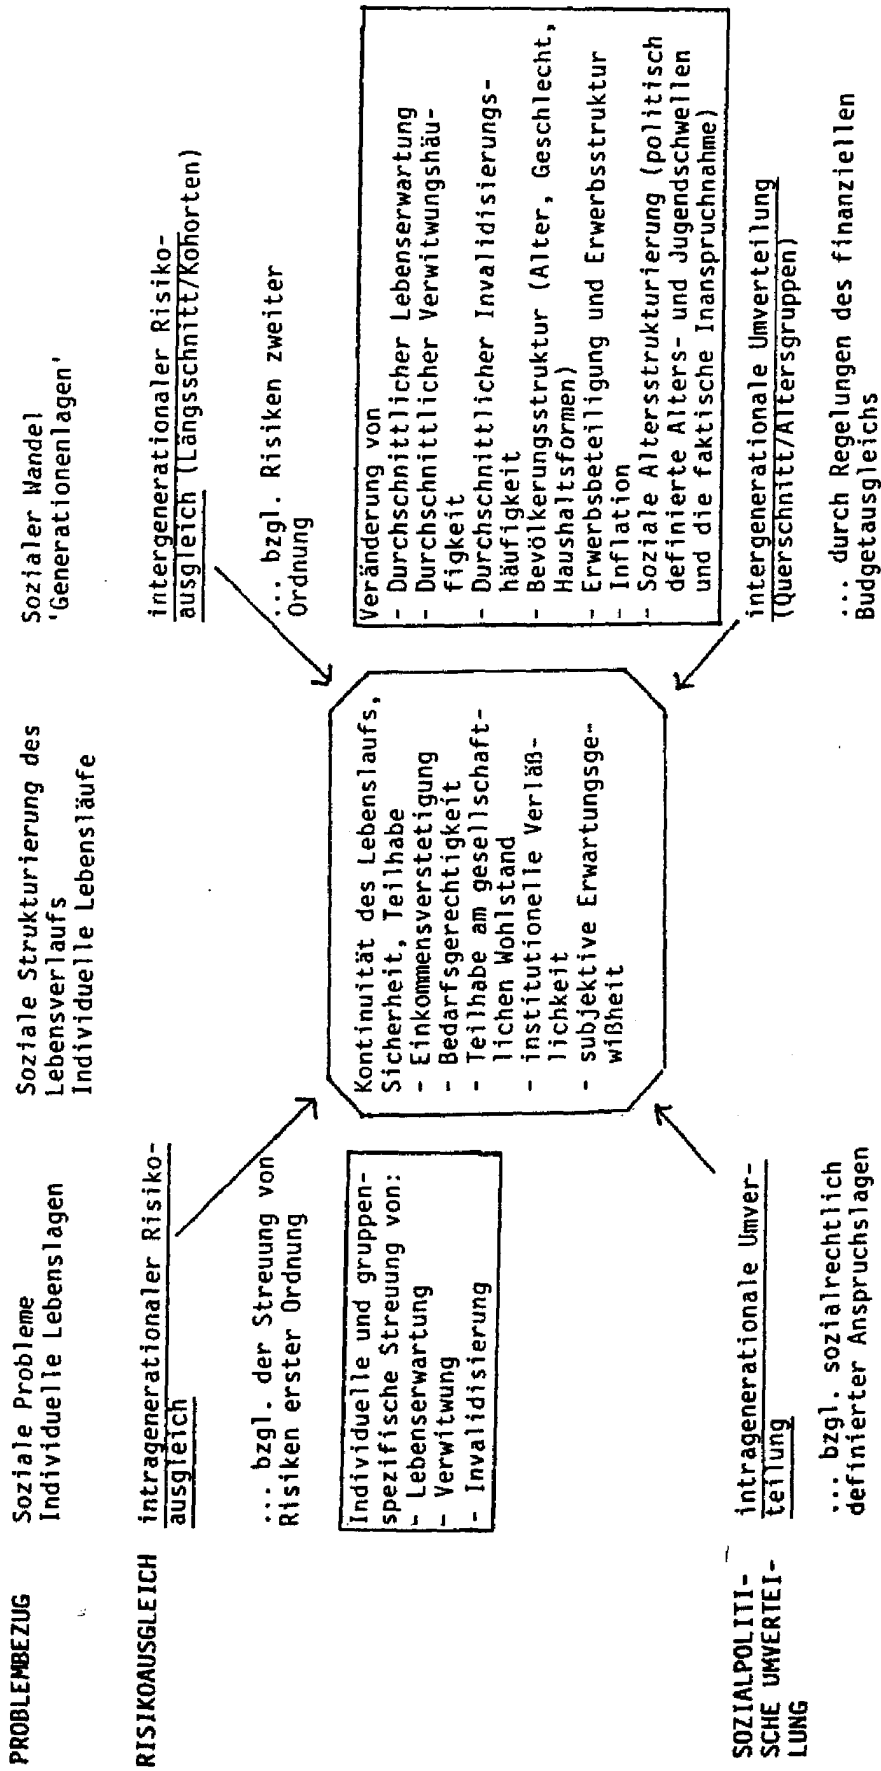 PROBLEMBEZUG
Soziale Probleme
Individuelle Lebenslagen
Soziale Strukturierung des
Lebensverlaufs
Individuelle Lebensläufe
Sozialer Wandel
'Generationenlagen'
RISIKOAUSGLEICH
intragenerationaler Risiko-
ausgleich
intergenerationaler Risiko-
ausgleich (Längsschnitt/Kohorten)
... bzgl. der Streuung von
Risiken erster Ordnung
... bzgl. Risiken zweiter
Ordnung
Individuelle und gruppen-
spezifische Streuung von:
- Lebenserwartung
- Verwitwung
- Invalidisierung
Kontinuität des Lebenslaufs,
Sicherheit, Teilhabe
- Einkommensverstetigung
- Bedarfsgerechtigkeit
- Teilhabe am gesellschaft-
lichen Wohlstand
- institutionelle Verläß-
lichkeit
- subjektive Erwartungsge-
wißheit
Veränderung von
- Durchschnittlicher Lebenserwartung
- Durchschnittlicher Verwitwungshäu-
figkeit
- Durchschnittlicher Invalidisierungs-
häufigkeit
- Bevölkerungsstruktur (Alter, Geschlecht,
Haushaltsformen)
- Erwerbsbeteiligung und Erwerbsstruktur
- Inflation
- Soziale Altersstrukturierung (politisch
definierte Alters- und Jugendschwellen
und die faktische Inanspruchnahme)
SOZIALPOLITI-
SCHE UMVERTEI-
LUNG
intragenerationale Umver-
teilung
intergenerationale Umverteilung
(Querschnitt/Altersgruppen)
... bzgl. sozialrechtlich
definierter Anspruchslagen
... durch Regelungen des finanziellen
Budgetausgleichs